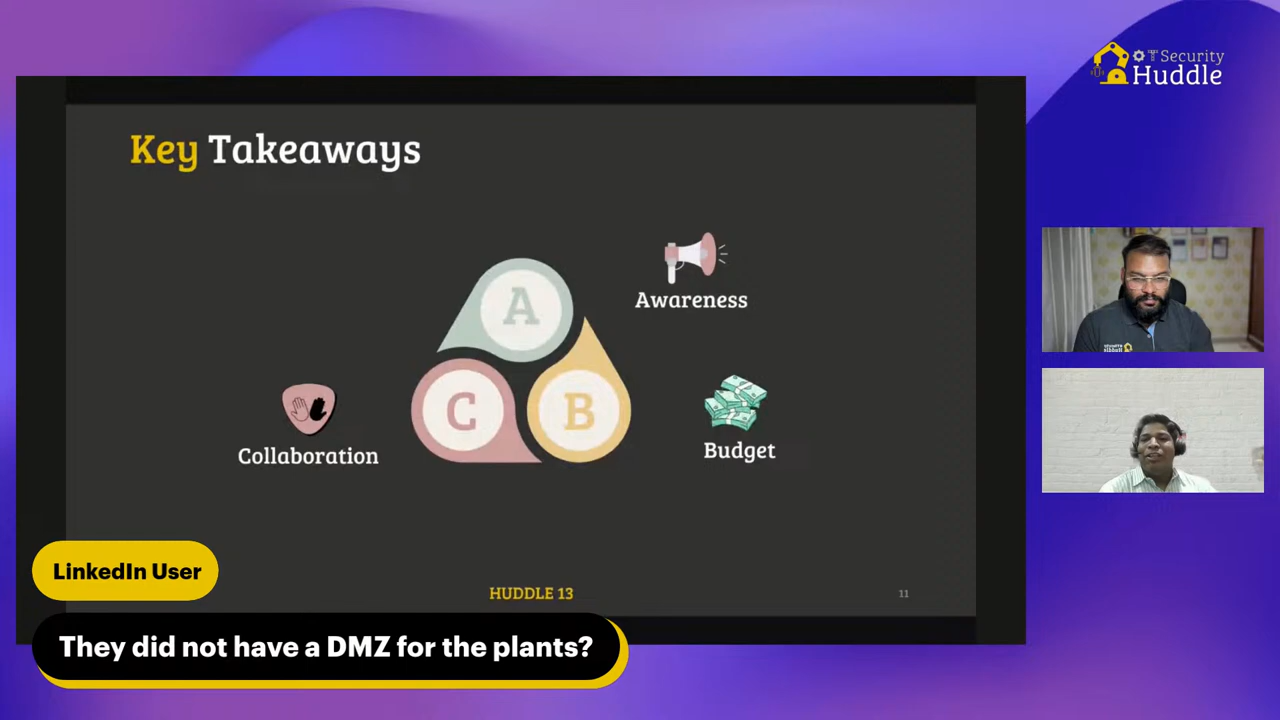 OT Security
Huddle
Key Takeaways
A
Awareness
C
B
Collaboration
Budget
LinkedIn User
HUDDLE 13
11
They did not have a DMZ for the plants?